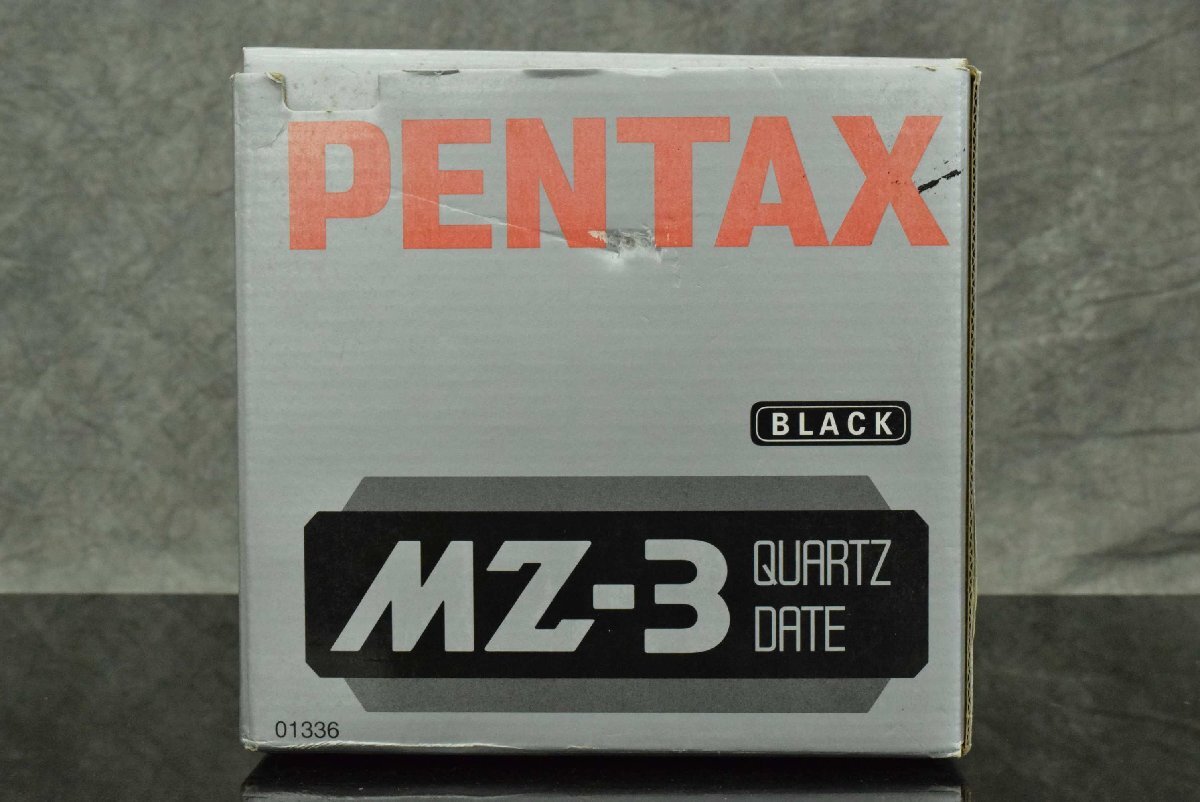 PENTAX
BLACK
MZ-3 QUARTZ
DATE
01336